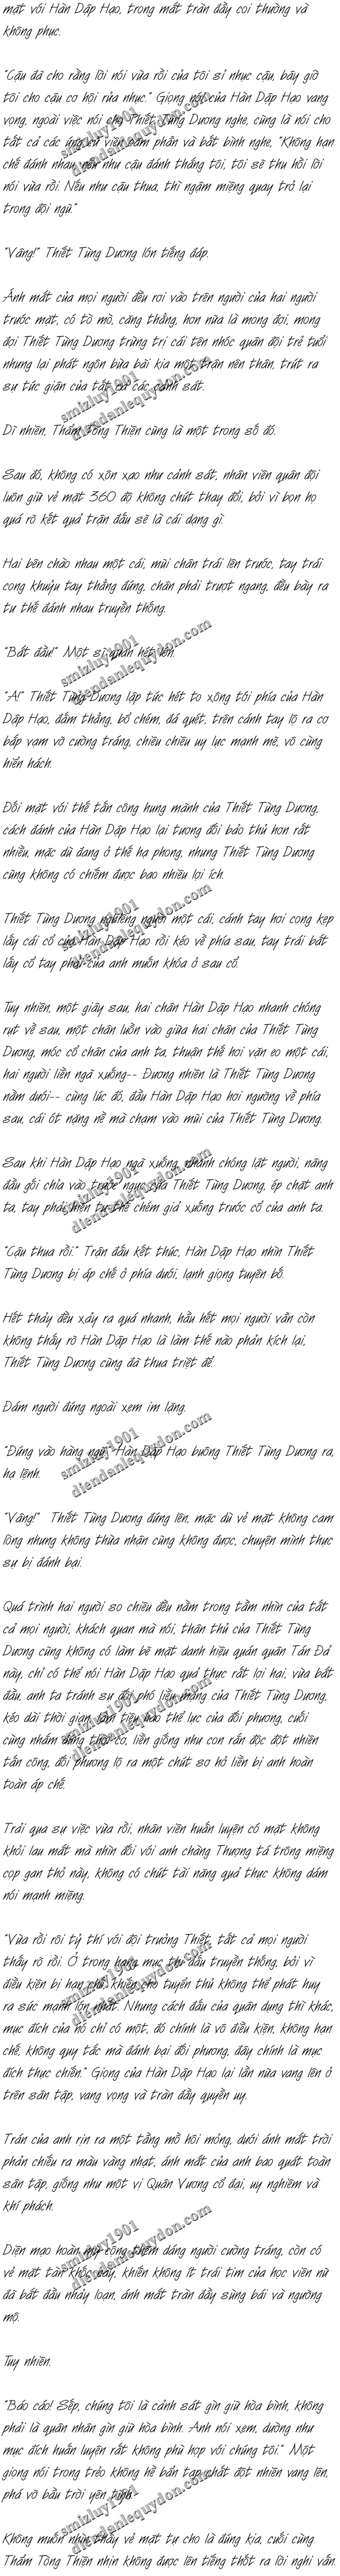 mặt với Hàn Dập Hạo, trong mắt tràn đầy coi thường và
không phục.
"Cậu đã cho rằng lời nói vừa rồi của tôi sỉ nhục cậu, bây giờ
tôi cho cậu cơ hội rửa nhục." Giọng nói của Hàn Dập Hạo vang
vọng, ngoài việc nói cho Thiết Tùng Dương nghe, cũng là nói cho
tất cả các ứng cử viên oám phẫn và bất bình nghe, "Không hạn
chế đánh nhau, nếu như cậu đánh thắng tôi, tôi sẽ thu hồi lời
nói vừa rồi. Nếu như cậu thua, thì ngậm miệng quay trở lại
trong đội ngũ."
"Vâng!" Thiết Tùng Dương lớn tiếng đáp.
Ánh mắt của mọi người đều rơi vào trên người của hai người
trước mặt, có tò mò, căng thẳng, hơn nữa là mong đợi, mong
đợi Thiết Tùng Dương trừng trị cái tên nhóc quân đội trẻ tuổi
nhưng lại phát ngôn bừa bãi kia một trận nên thân, trút ra
sự tức giận của tất cả các cảnh sát.
Dĩ nhiên, Thẩm Tòng Thiện cũng là một trong số đó.
Sau đó, không có xôn xao như cảnh sát, nhân viên quân đội
luôn giữ vẻ mặt 360 độ không chút thay đổi, bởi vì bọn họ
quá rõ kết quả trận đấu sẽ là cái dạng gì.
Hai bên chào nhau một cái, mũi chân trái lên trước, tay trái
cong khuỷu tay thẳng đứng, chân phải trượt ngang, đều bày ra
tư thế đánh nhau truyền thống.
"Bắt đầu!" Một sĩ quan hét lớn.
"A!" Thiết Tùng Dương lập tức hét to xông tới phía của Hàn
Dập Hạo, đấm thẳng, bổ chém, đá quét, trên cánh tay lộ ra cơ
bắp vạm vỡ cường tráng, chiêu chiêu uy lực mạnh mẽ, vô cùng
hiển hách.
Đối mặt với thế tấn công hung mãnh của Thiết Tùng Dương,
cách đánh của Hàn Dập Hạo lại tương đối bảo thủ hơn rất
nhiều, mặc dù đang ở thế hạ phong, nhưng Thiết Tùng Dương
cũng không có chiếm được bao nhiêu lợi ích.
Thiết Tùng Dương nghiêng người một cái, cánh tay hơi cong kẹp
lấy cái cổ của Hàn Dập Hạo rồi kéo về phía sau, tay trái bắt
lấy cổ tay phải của anh muốn khóa ở sau cổ.
Tuy nhiên, một giây sau, hai chân Hàn Dập Hạo nhanh chóng
rụt về sau, một chân luồn vào giữa hai chân của Thiết Tùng
Dương, móc cổ chân của anh ta, thuận thế hơi vặn eo một cái,
hai người liền ngã xuống-- Đương nhiên là Thiết Tùng Dương
nằm dưới-- cùng lúc đó, đầu Hàn Dập Hạo hơi ngưỡng về phía
sau, cái ót nặng nề mà chạm vào mũi của Thiết Tùng Dương.
Sau khi Hàn Dập Hạo ngã xuống, nhanh chóng lật người, nâng
đầu gối chĩa vào trước ngực của Thiết Tùng Dương, ép chặt anh
ta, tay phải hiện tư thế chém giả xuống trước cổ của anh ta.
"Cậu thua rồi." Trận đấu kết thúc, Hàn Dập Hạo nhìn Thiết
Tùng Dương bị áp chế ở phía dưới, lạnh giọng tuyên bố.
Hết thảy đều xảy ra quá nhanh, hầu hết mọi người vẫn còn
không thấy rõ Hàn Dập Hạo là làm thế nào phản kích lại,
Thiết Tùng Dương cũng đã thua triệt để.
Đám người đứng ngoài xem im lặng.
"Đứng vào hàng ngũ" Hàn Dập Hạo buông Thiết Tùng Dương ra,
hạ lệnh.
"Vâng!" Thiết Tùng Dương đứng lên, mặc dù vẻ mặt không cam
lòng nhưng không thừa nhận cũng không được, chuyện mình thực
sự bị đánh bại.
Quá trình hai người so chiêu đều nằm trong tầm nhìn của tất
cả mọi người, khách quan mà nói, thân thủ của Thiết Tùng
Dương cũng không có làm bẽ mặt danh hiệu quán quân Tán Đả
này, chỉ có thể nói Hàn Dập Hạo quả thực rất lợi hại, vừa bắt
đầu, anh ta tránh sự đối phó liều mạng của Thiết Tùng Dương,
kéo dài thời gian, làm tiêu hao thể lực của đối phương, cuối
cùng nhắm đúng thời cơ, liền giống như con rắn độc đột nhiên
tấn công, đối phương lộ ra một chút sơ hở liền bị anh hoàn
toàn áp chế.
Trải qua sự việc vừa rồi, nhân viên huấn luyện có mặt không
khỏi lau mắt mà nhìn đối với anh chàng Thượng tá trông miệng
cọp gan thỏ này, không có chút tài năng quả thực không dám
nói mạnh miệng.
"Vừa rồi rôi tỷ thí với đội trưởng Thiết, tất cả mọi người
thấy rõ rồi. Ở trong hạng mục thi đấu truyền thống, bởi vì
điều kiện bị hạn chế, khiến cho tuyển thủ không thể phát huy
ra sức mạnh lớn nhất. Nhưng cách đấu của quân dụng thì khác,
mục đích của nó chỉ có một, đó chính là vô điều kiện, không hạn
chế, không quy tắc mà đánh bại đối phương, đây chính là mục
đích thực chiến." Giọng của Hàn Dập Hạo lại lần nữa vang lên ở
trên sân tập, vang vọng và tràn đầy quyền uy.
Trán của anh rịn ra một tầng mồ hôi mỏng, dưới ánh mắt trời
phản chiếu ra màu vàng nhạt, ánh mắt của anh bao quát toàn
sân tập, giống như một vị Quân Vương cổ đại, uy nghiêm và
khí phách.
Diện mạo hoàn mỹ cộng thêm dáng người cường tráng, còn có
vẻ mặt tàn khốc này, khiến không ít trái tim của học viên nữ
đã bắt đầu nhảy loạn, ánh mắt tràn đầy sùng bái và ngưỡng
mộ.
Tuy nhiên.
"Báo cáo! Sếp, chúng tôi là cảnh sát gìn giữ hòa bình, không
phải là quân nhân gìn giữ hòa bình. Anh nói xem, dường như
mục đích huấn luyện rất không phù hợp với chúng tôi." Một
giọng nói trong trẻo không hề bẩn tạp chất đột nhiên vang lên,
phá vỡ bầu trời yên tĩnh.
Không muốn nhìn thấy vẻ mặt tự cho là đúng kia, cuối cùng
Thẩm Tòng Thiện nhịn không được lên tiếng thốt ra lời nghi vấn.